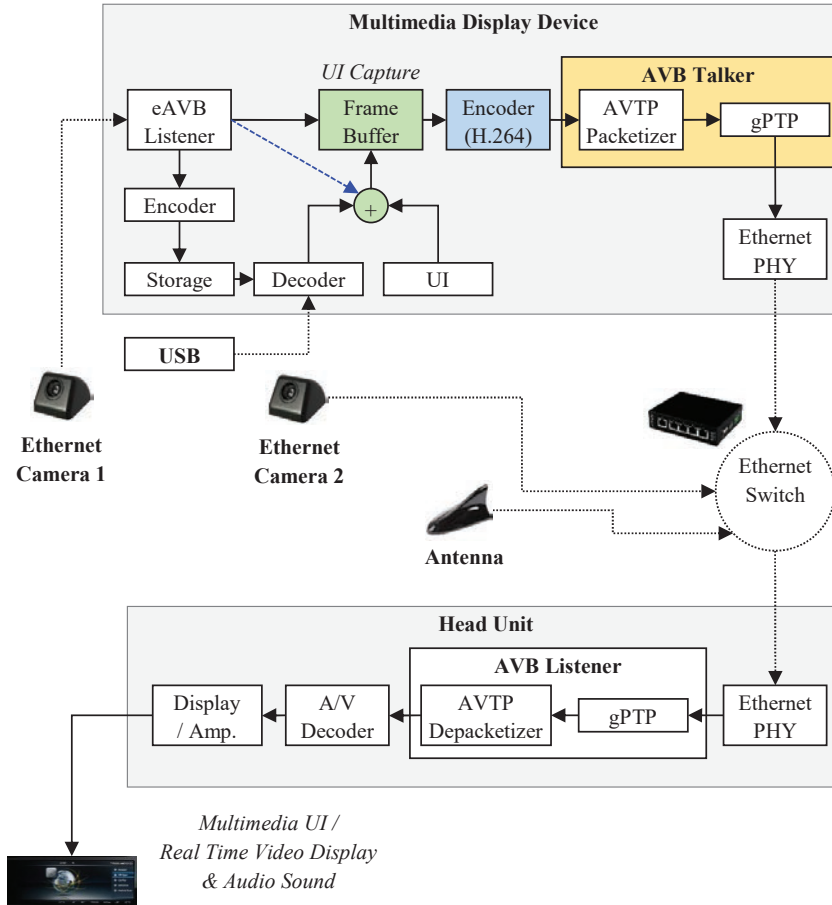 Multimedia Display Device
UI Capture
AVB Talker
eAVB
Listener
Frame
Buffer
Encoder
(H.264)
AVTP
Packetizer
gPTP
Encoder
+
Ethernet
PHY
Storage
Decoder
UI
USB
Ethernet
Camera 1
Ethernet
Camera 2
Ethernet
Switch
Antenna
Head Unit
AVB Listener
Display
/ Amp.
A/V
Decoder
AVTP
Depacketizer
gPTP
Ethernet
PHY
Multimedia UI /
Real Time Video Display
& Audio Sound